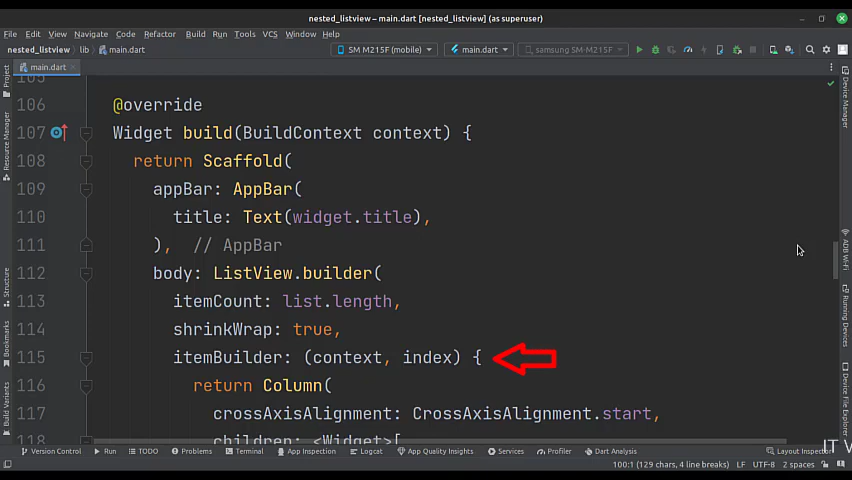 nested_listview – main.dart [nested_listview] (as superuser)
File Edit View Navigate Code Refactor Build Run Tools VCS Window Help
nested_listview lib main.dart SM M215F (mobile) main.dart samsung SM-M215F
main.dart
Project
Resource Manager
Structure
Bookmarks
Build Variants
Device Manager
ADB Wi-Fi
Running Devices
Device File Explorer
105
106 @override
107 Widget build(BuildContext context) {
108 return Scaffold(
109 appBar: AppBar(
110 title: Text(widget.title),
111 ), // AppBar
112 body: ListView.builder(
113 itemCount: list.length,
114 shrinkWrap: true,
115 itemBuilder: (context, index) {
116 return Column(
117 crossAxisAlignment: CrossAxisAlignment.start,
118 children: <Widget>[
IT V
Version Control Run TODO Problems Terminal App Inspection Logcat App Quality Insights Services Profiler Dart Analysis Layout Inspector
100:1 (129 chars, 4 line breaks) LF UTF-8 2 spaces